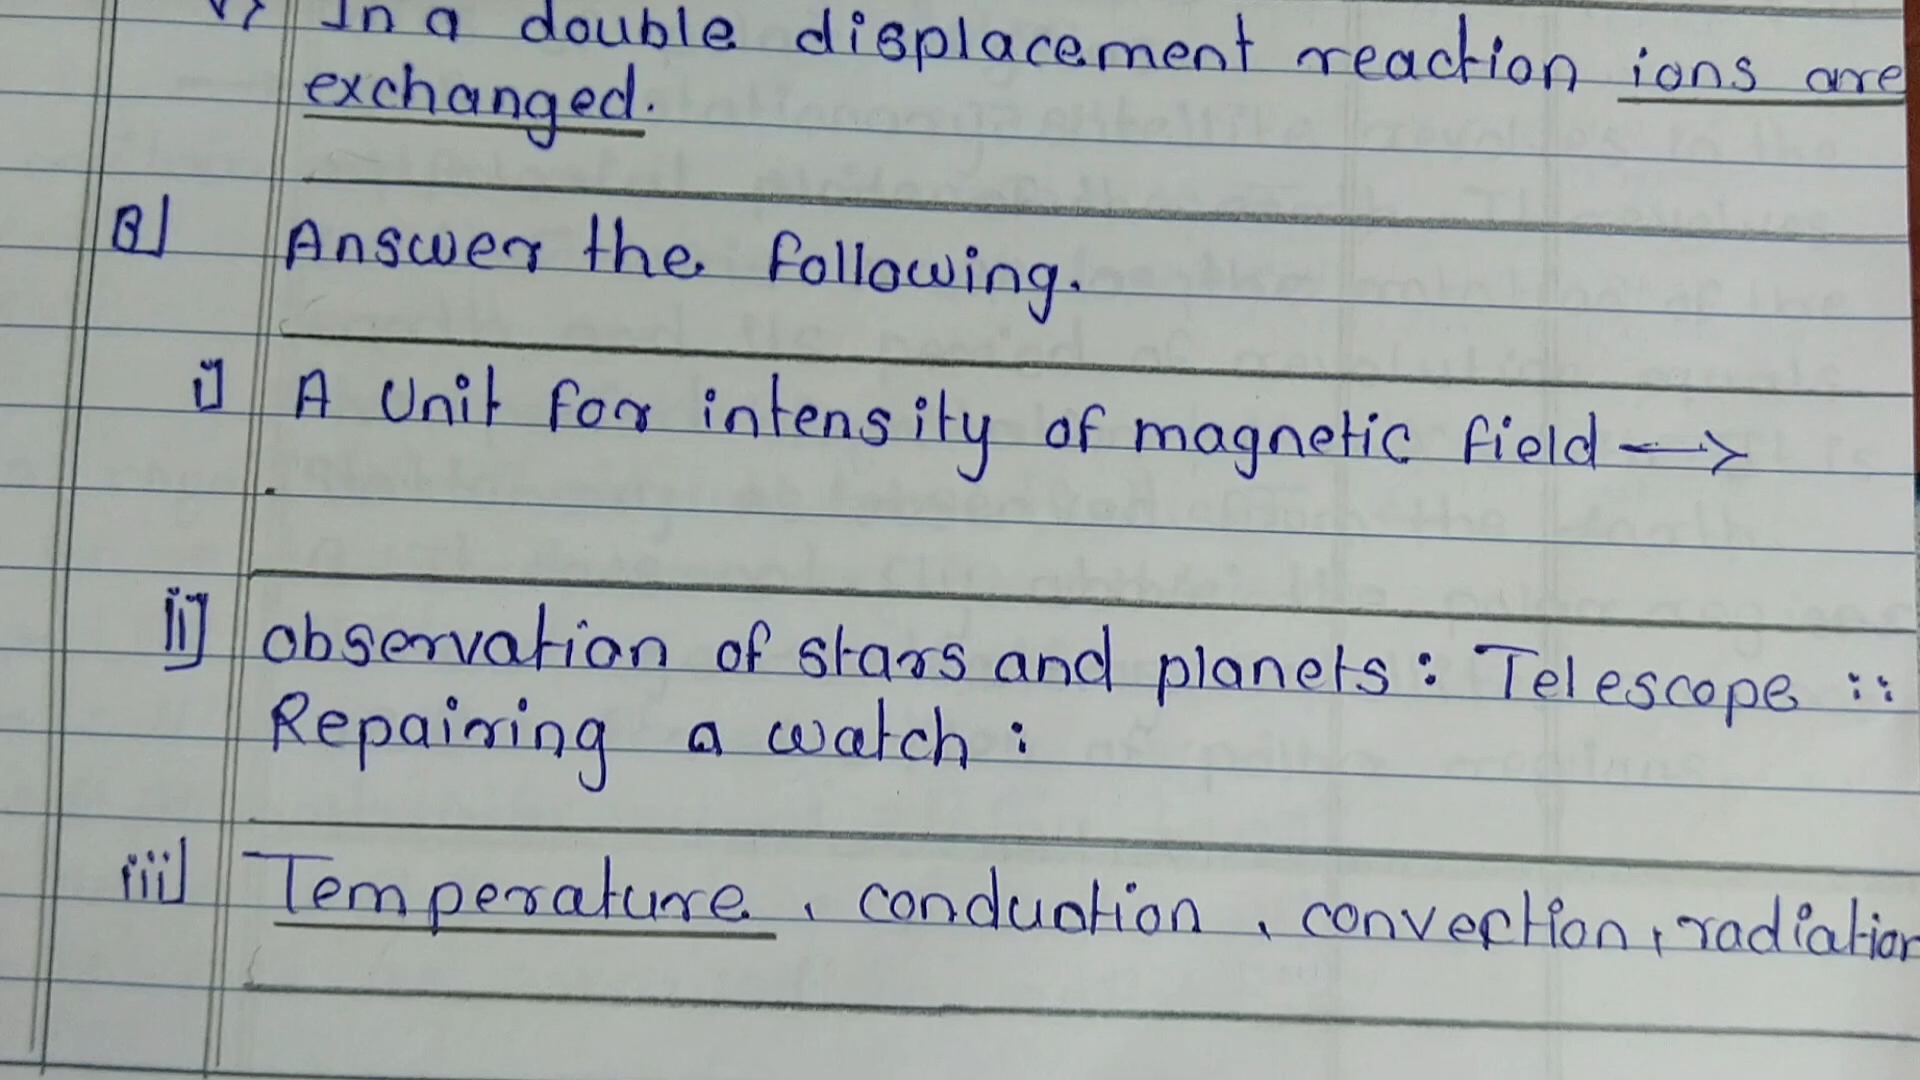 v) In a double displacement reaction ions are
exchanged.
B] Answer the following.
i] A Unit for intensity of magnetic field →
ii] Observation of stars and planets : Telescope ::
Repairing a watch :
iii] Temperature, conduction, convection, radiation